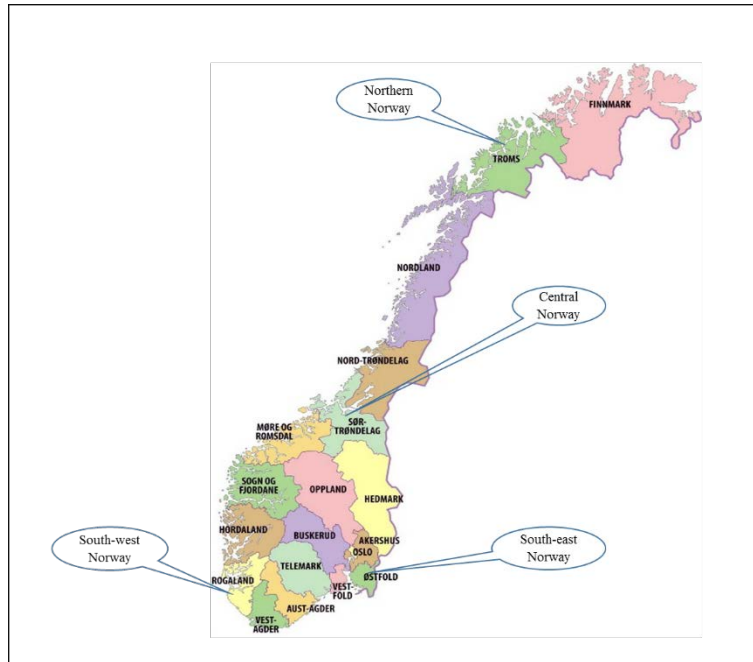 Northern
Norway
FINNMARK
TROMS
NORDLAND
Central
Norway
NORD-TRØNDELAG
MØRE OG
ROMSDAL
SØR-
TRØNDELAG
SOGN OG
FJORDANE
OPPLAND
HEDMARK
HORDALAND
BUSKERUD
AKERSHUS
OSLO
South-west
Norway
South-east
Norway
ROGALAND
TELEMARK
VEST-
FOLD
ØSTFOLD
AUST-AGDER
VEST-
AGDER